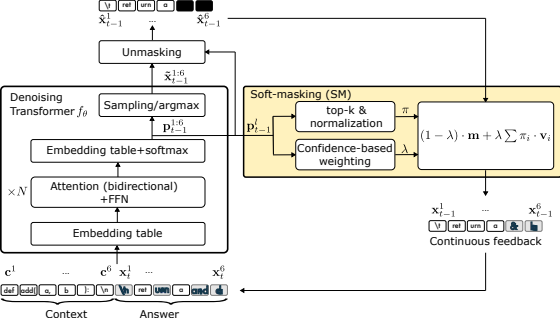 \t ret urn a
x̂¹ₜ₋₁ ... x̂⁶ₜ₋₁
Unmasking
x̃¹:⁶ₜ₋₁
Denoising
Transformer f_θ
Sampling/argmax
p¹:⁶ₜ₋₁
Embedding table+softmax
×N
Attention (bidirectional)
+FFN
Embedding table
Soft-masking (SM)
pˡₜ₋₁
top-k &
normalization
π
Confidence-based
weighting
λ
(1 − λ) · m + λ ∑ πᵢ · vᵢ
x¹ₜ₋₁ ... x⁶ₜ₋₁
\t ret urn a &
Continuous feedback
c¹ ... c⁶ x¹ₜ ... x⁶ₜ
def add( a, b ): \n ret urn a and
Context
Answer